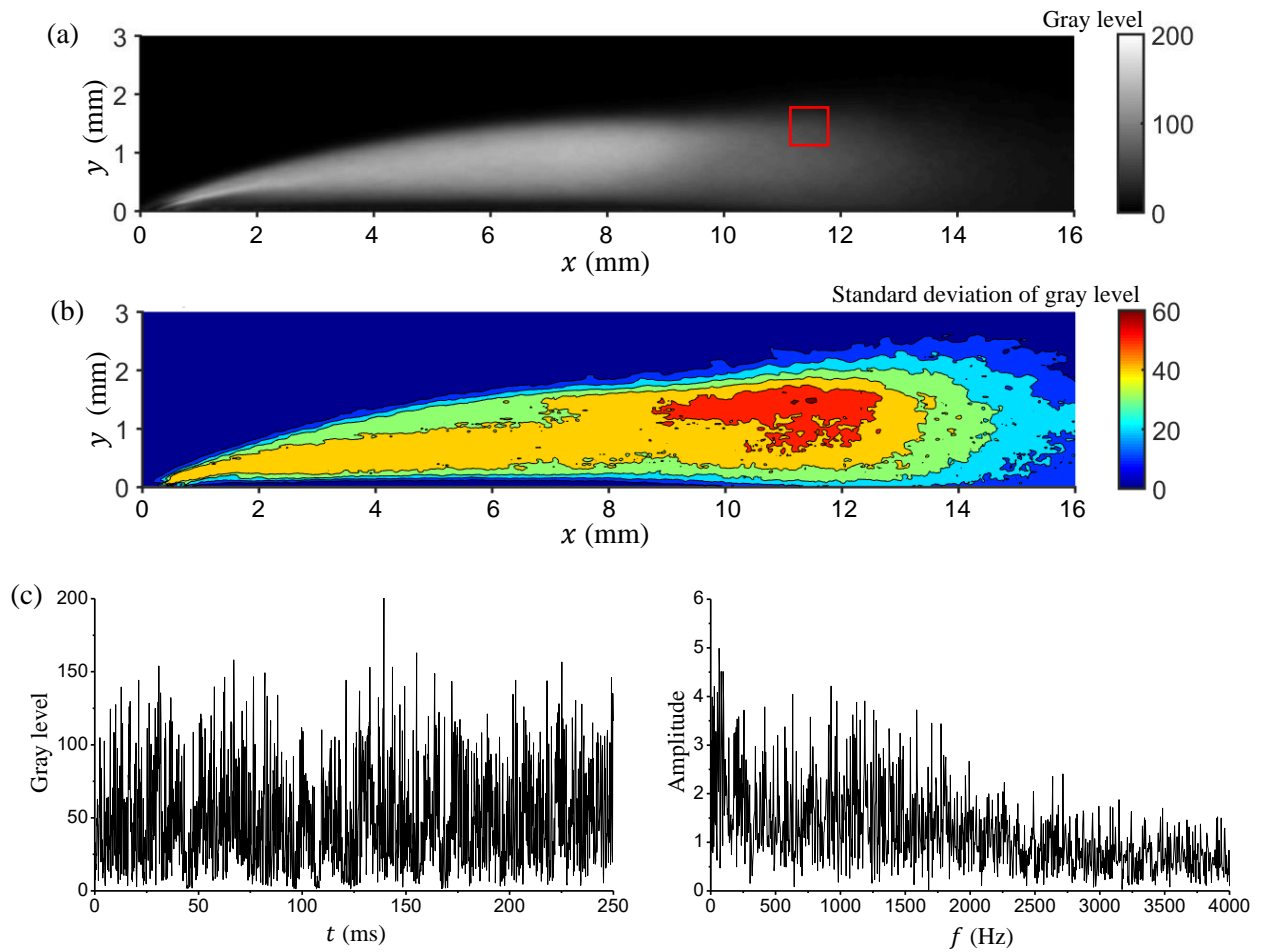 (a)
Gray level
3
2
1
0
y (mm)
200
100
0
0 2 4 6 8 10 12 14 16
x (mm)
(b)
Standard deviation of gray level
3
2
1
0
y (mm)
60
40
20
0
0 2 4 6 8 10 12 14 16
x (mm)
(c)
200
150
100
50
0
Gray level
0 50 100 150 200 250
t (ms)
6
5
4
3
2
1
0
Amplitude
0 500 1000 1500 2000 2500 3000 3500 4000
f (Hz)